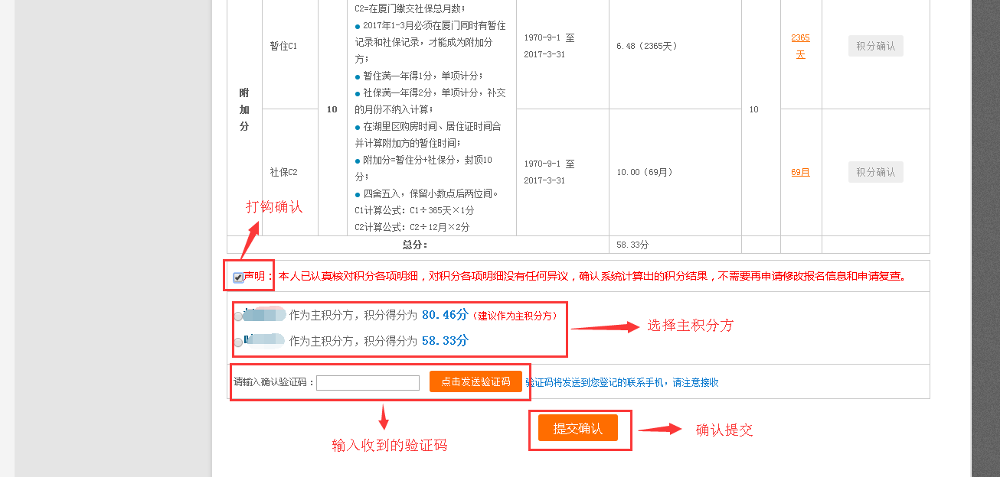 C2=在厦门缴交社保总月数；
● 2017年1-3月必须在厦门同时有暂住
记录和社保记录，才能成为附加分
方；
● 暂住满一年得1分，单项计分；
● 社保满一年得2分，单项计分，补交
的月份不纳入计算；
● 在湖里区购房时间、居住证时间合
并计算附加方的暂住时间；
● 附加分=暂住分+社保分，封顶10
分；
● 四舍五入，保留小数点后两位间。
C1计算公式：C1÷365天×1分
C2计算公式：C2÷12月×2分
附
加
分
暂住C1
10
1970-9-1 至
2017-3-31
6.48（2365天）
10
2365
天
积分确认
社保C2
1970-9-1 至
2017-3-31
10.00（69月）
69月
积分确认
打钩确认
总分：
58.33分
声明： 本人已认真核对积分各项明细，对积分各项明细没有任何异议，确认系统计算出的积分结果，不需要再申请修改报名信息和申请复查。
作为主积分方，积分得分为 80.46分（建议作为主积分方）
选择主积分方
作为主积分方，积分得分为 58.33分
请输入确认验证码：
点击发送验证码
验证码将发送到您登记的联系手机，请注意接收
提交确认
确认提交
输入收到的验证码